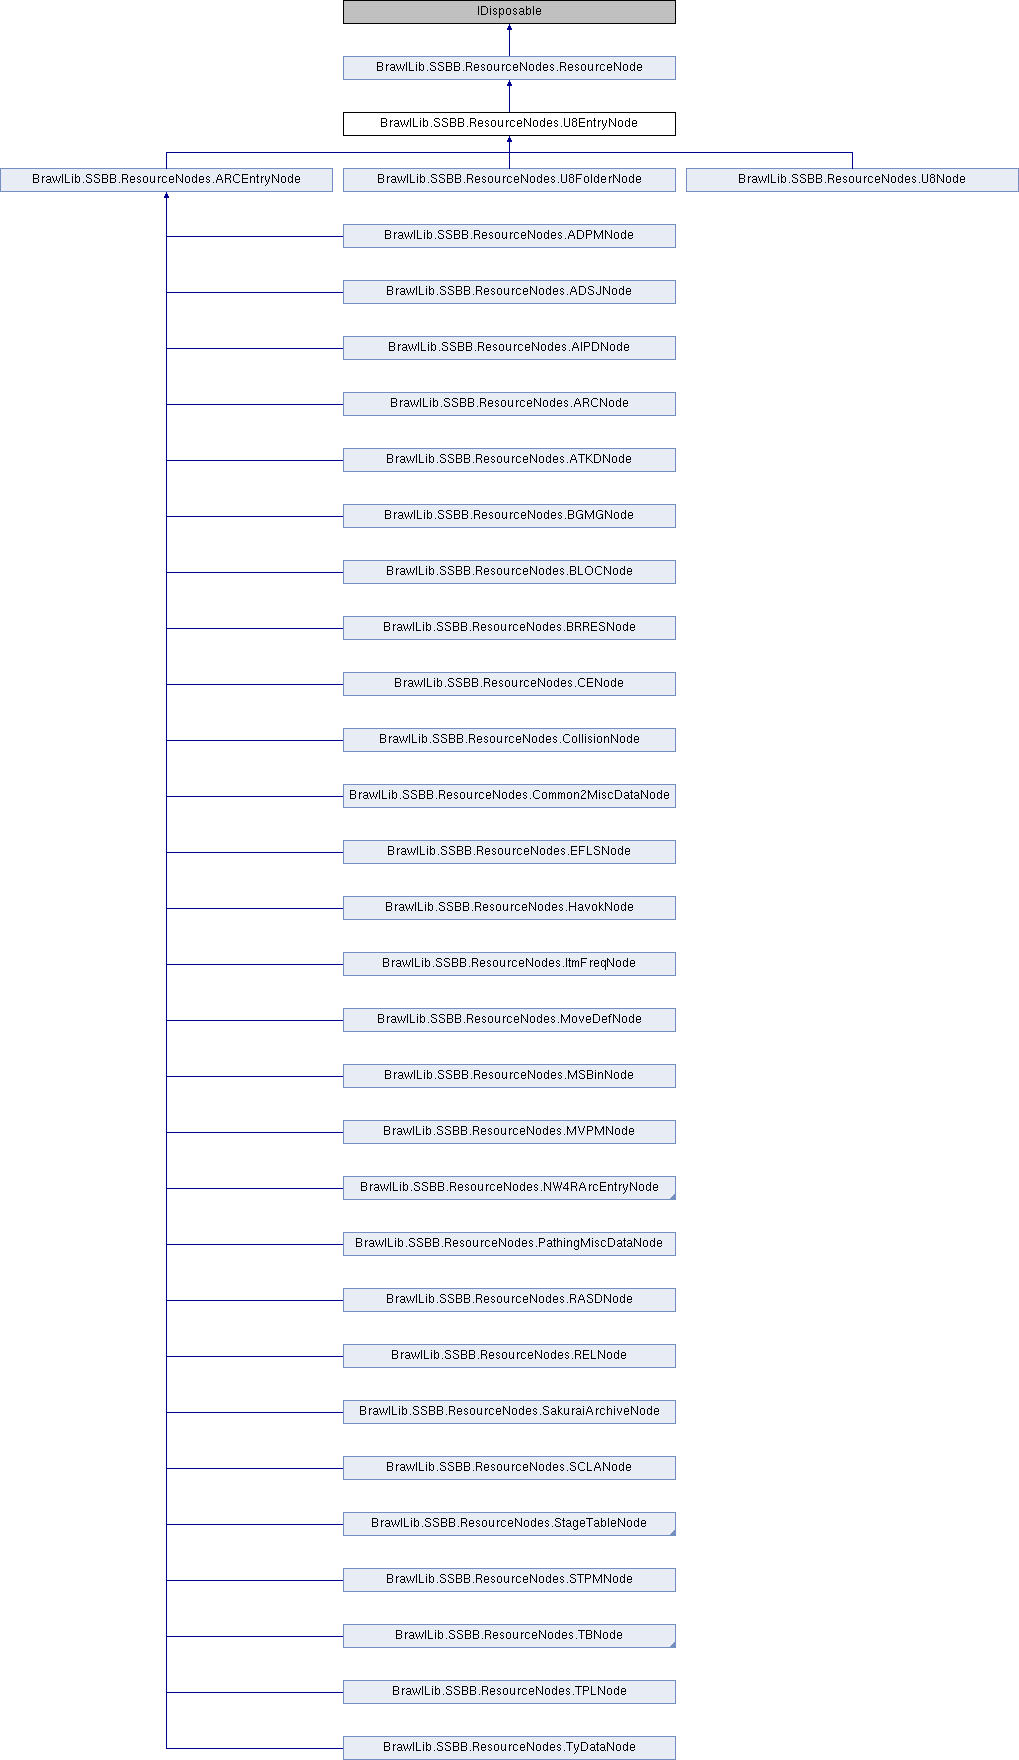 IDisposable
BrawlLib.SSBB.ResourceNodes.ResourceNode
BrawlLib.SSBB.ResourceNodes.U8EntryNode
BrawlLib.SSBB.ResourceNodes.ARCEntryNode
BrawlLib.SSBB.ResourceNodes.U8FolderNode
BrawlLib.SSBB.ResourceNodes.U8Node
BrawlLib.SSBB.ResourceNodes.ADPMNode
BrawlLib.SSBB.ResourceNodes.ADSJNode
BrawlLib.SSBB.ResourceNodes.AIPDNode
BrawlLib.SSBB.ResourceNodes.ARCNode
BrawlLib.SSBB.ResourceNodes.ATKDNode
BrawlLib.SSBB.ResourceNodes.BGMGNode
BrawlLib.SSBB.ResourceNodes.BLOCNode
BrawlLib.SSBB.ResourceNodes.BRRESNode
BrawlLib.SSBB.ResourceNodes.CENode
BrawlLib.SSBB.ResourceNodes.CollisionNode
BrawlLib.SSBB.ResourceNodes.Common2MiscDataNode
BrawlLib.SSBB.ResourceNodes.EFLSNode
BrawlLib.SSBB.ResourceNodes.HavokNode
BrawlLib.SSBB.ResourceNodes.ItmFreqNode
BrawlLib.SSBB.ResourceNodes.MoveDefNode
BrawlLib.SSBB.ResourceNodes.MSBinNode
BrawlLib.SSBB.ResourceNodes.MVPMNode
BrawlLib.SSBB.ResourceNodes.NW4RArcEntryNode
BrawlLib.SSBB.ResourceNodes.PathingMiscDataNode
BrawlLib.SSBB.ResourceNodes.RASDNode
BrawlLib.SSBB.ResourceNodes.RELNode
BrawlLib.SSBB.ResourceNodes.SakuraiArchiveNode
BrawlLib.SSBB.ResourceNodes.SCLANode
BrawlLib.SSBB.ResourceNodes.StageTableNode
BrawlLib.SSBB.ResourceNodes.STPMNode
BrawlLib.SSBB.ResourceNodes.TBNode
BrawlLib.SSBB.ResourceNodes.TPLNode
BrawlLib.SSBB.ResourceNodes.TyDataNode